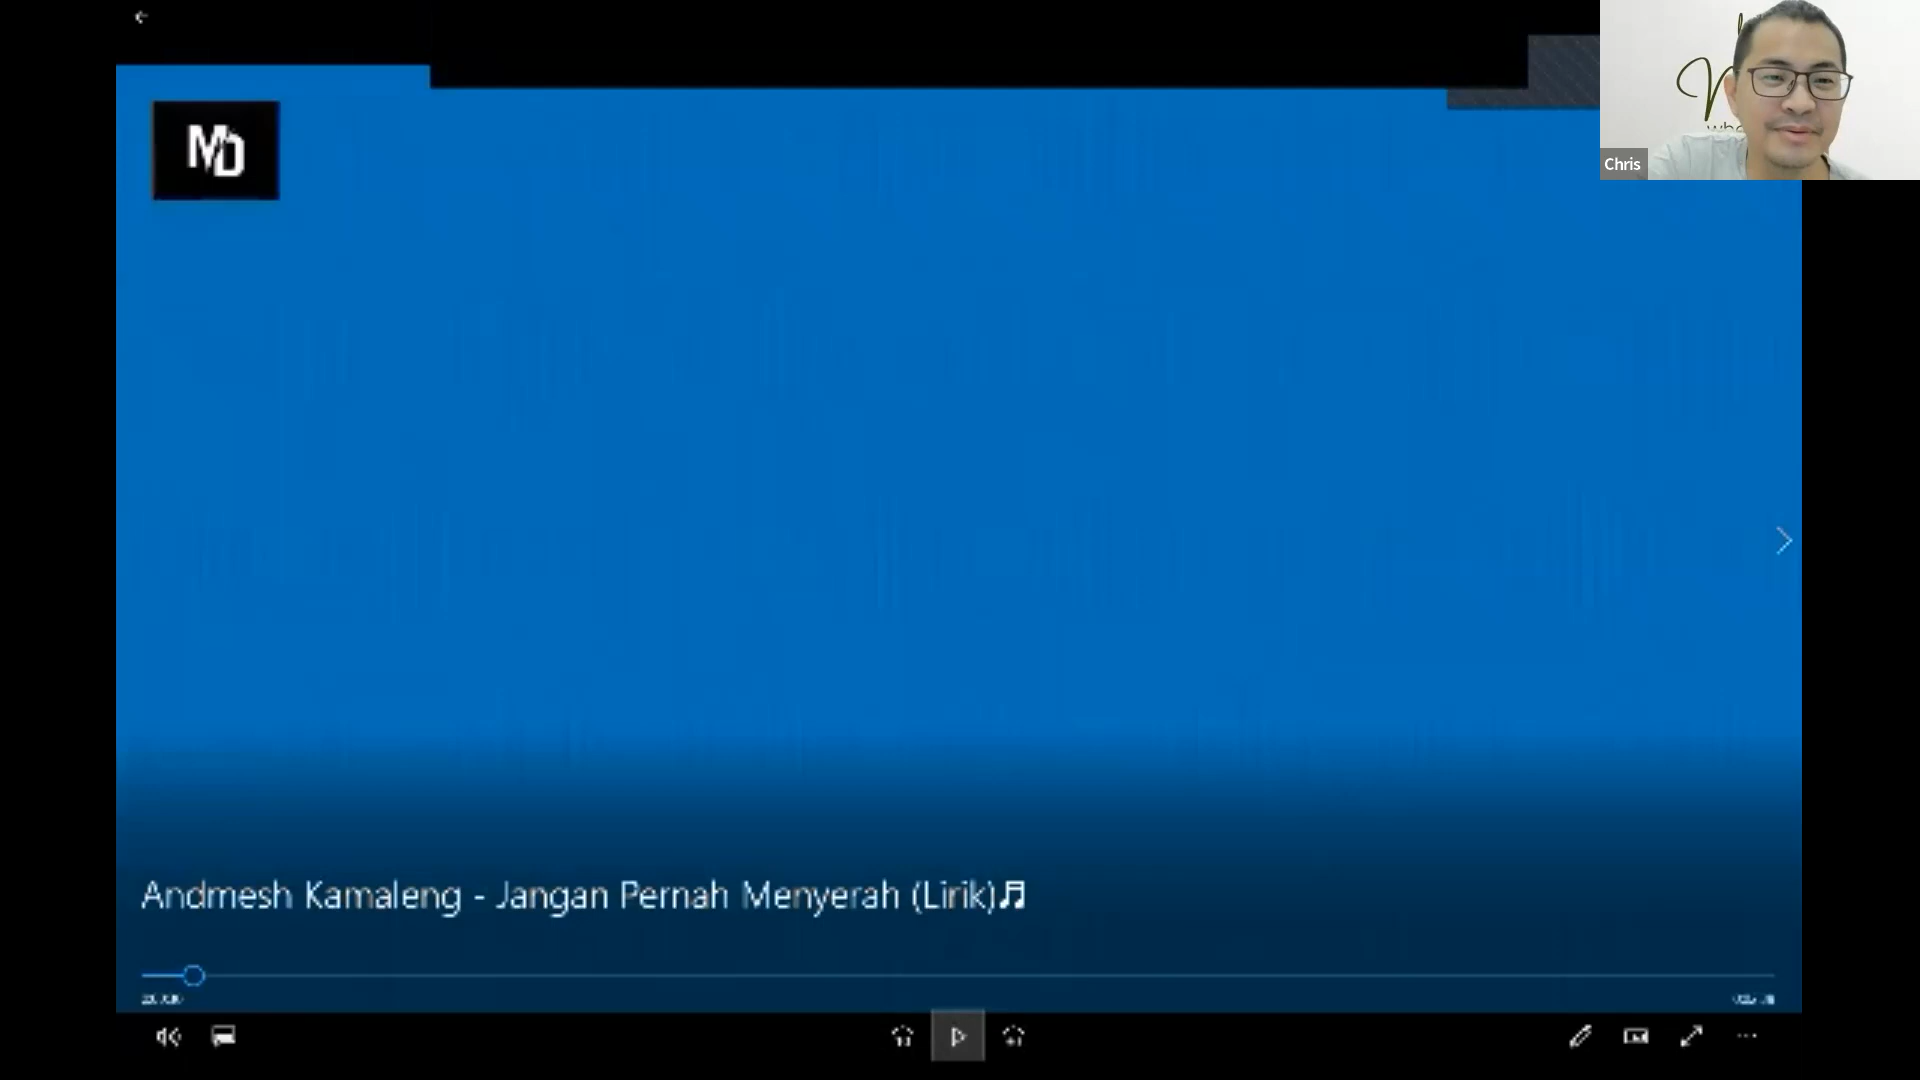 MD
Chris
Andmesh Kamaleng - Jangan Pernah Menyerah (Lirik)♫